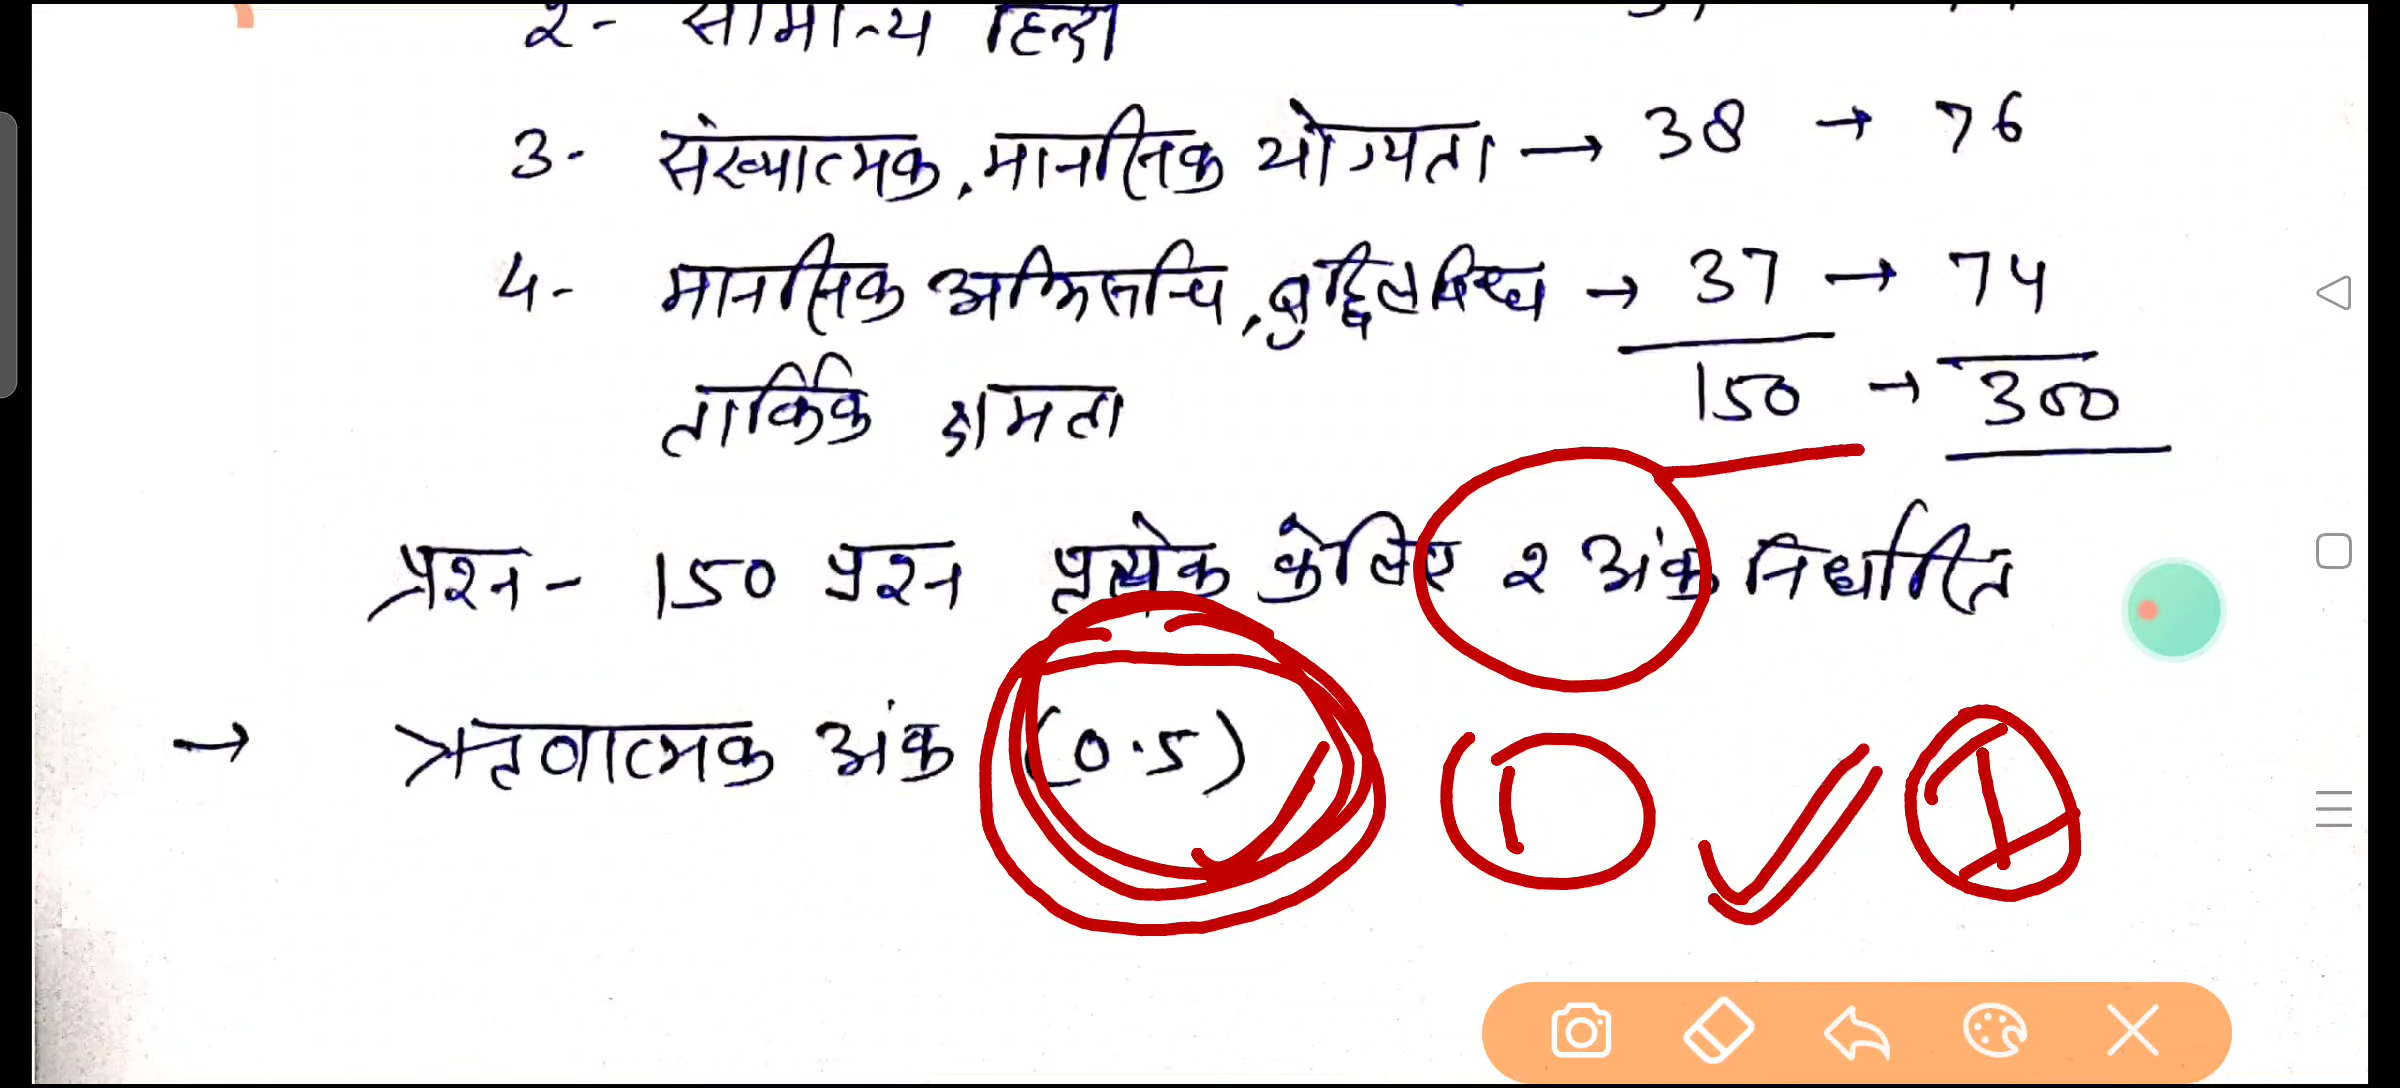 2- सामान्य हिन्दी
3- संख्यात्मक, मानसिक योग्यता → 38 → 76
4- मानसिक अभिरुचि, बुद्धिलब्धि → 37 → 74
तार्किक क्षमता 150 → 300
प्रश्न - 150 प्रश्न प्रत्येक के लिए 2 अंक निर्धारित
→ ऋणात्मक अंक (0.5) 1 1